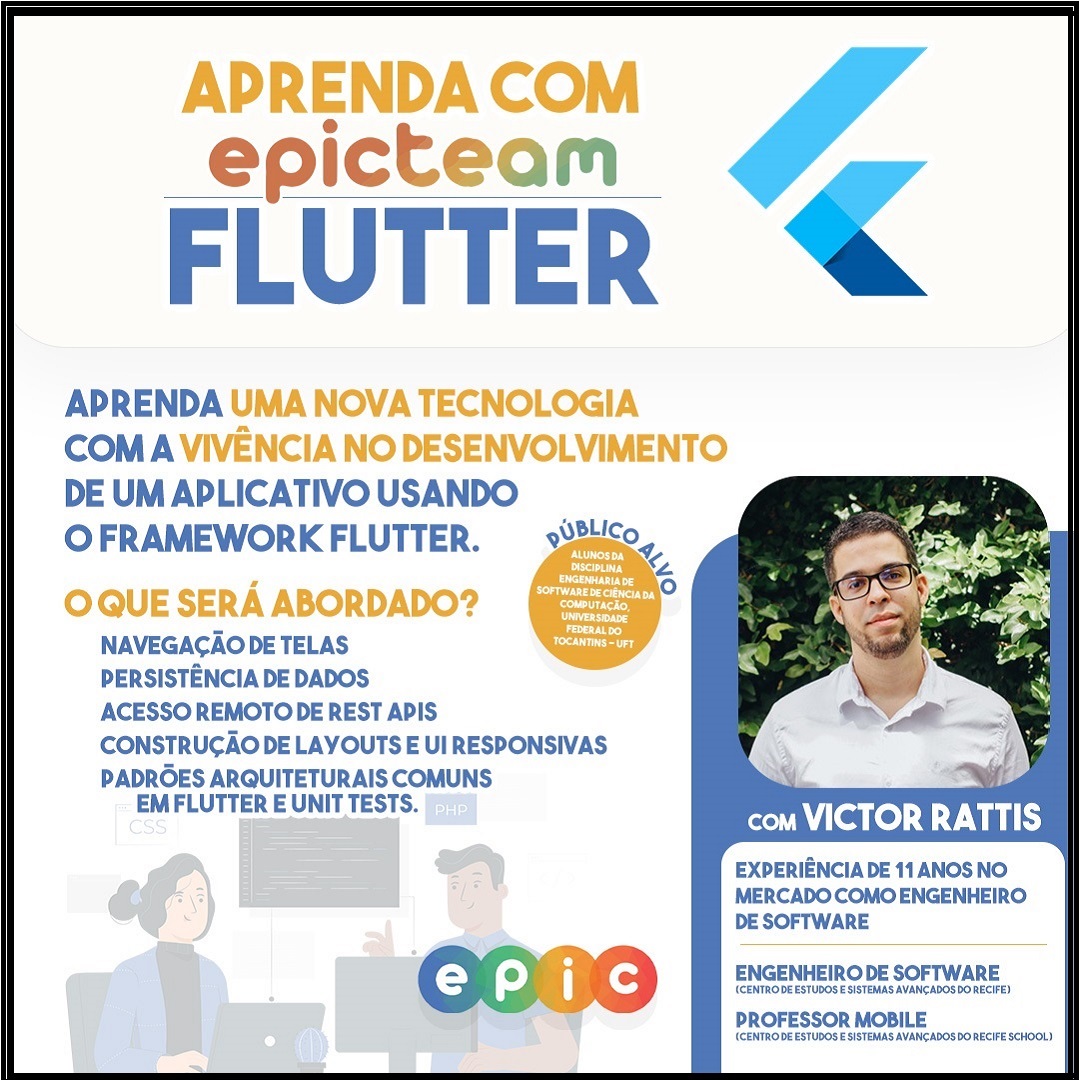 APRENDA COM
epicteam
FLUTTER
APRENDA UMA NOVA TECNOLOGIA
COM A VIVÊNCIA NO DESENVOLVIMENTO
DE UM APLICATIVO USANDO
O FRAMEWORK FLUTTER.
PÚBLICO ALVO
ALUNOS DA
DISCIPLINA
ENGENHARIA DE
SOFTWARE DE CIÊNCIA DA
COMPUTAÇÃO,
UNIVERSIDADE
FEDERAL DO
TOCANTINS – UFT
O QUE SERÁ ABORDADO?
NAVEGAÇÃO DE TELAS
PERSISTÊNCIA DE DADOS
ACESSO REMOTO DE REST APIS
CONSTRUÇÃO DE LAYOUTS E UI RESPONSIVAS
PADRÕES ARQUITETURAIS COMUNS
EM FLUTTER E UNIT TESTS.
CSS
PHP
epic
COM VICTOR RATTIS
EXPERIÊNCIA DE 11 ANOS NO
MERCADO COMO ENGENHEIRO
DE SOFTWARE
ENGENHEIRO DE SOFTWARE
(CENTRO DE ESTUDOS E SISTEMAS AVANÇADOS DO RECIFE)
PROFESSOR MOBILE
(CENTRO DE ESTUDOS E SISTEMAS AVANÇADOS DO RECIFE SCHOOL)